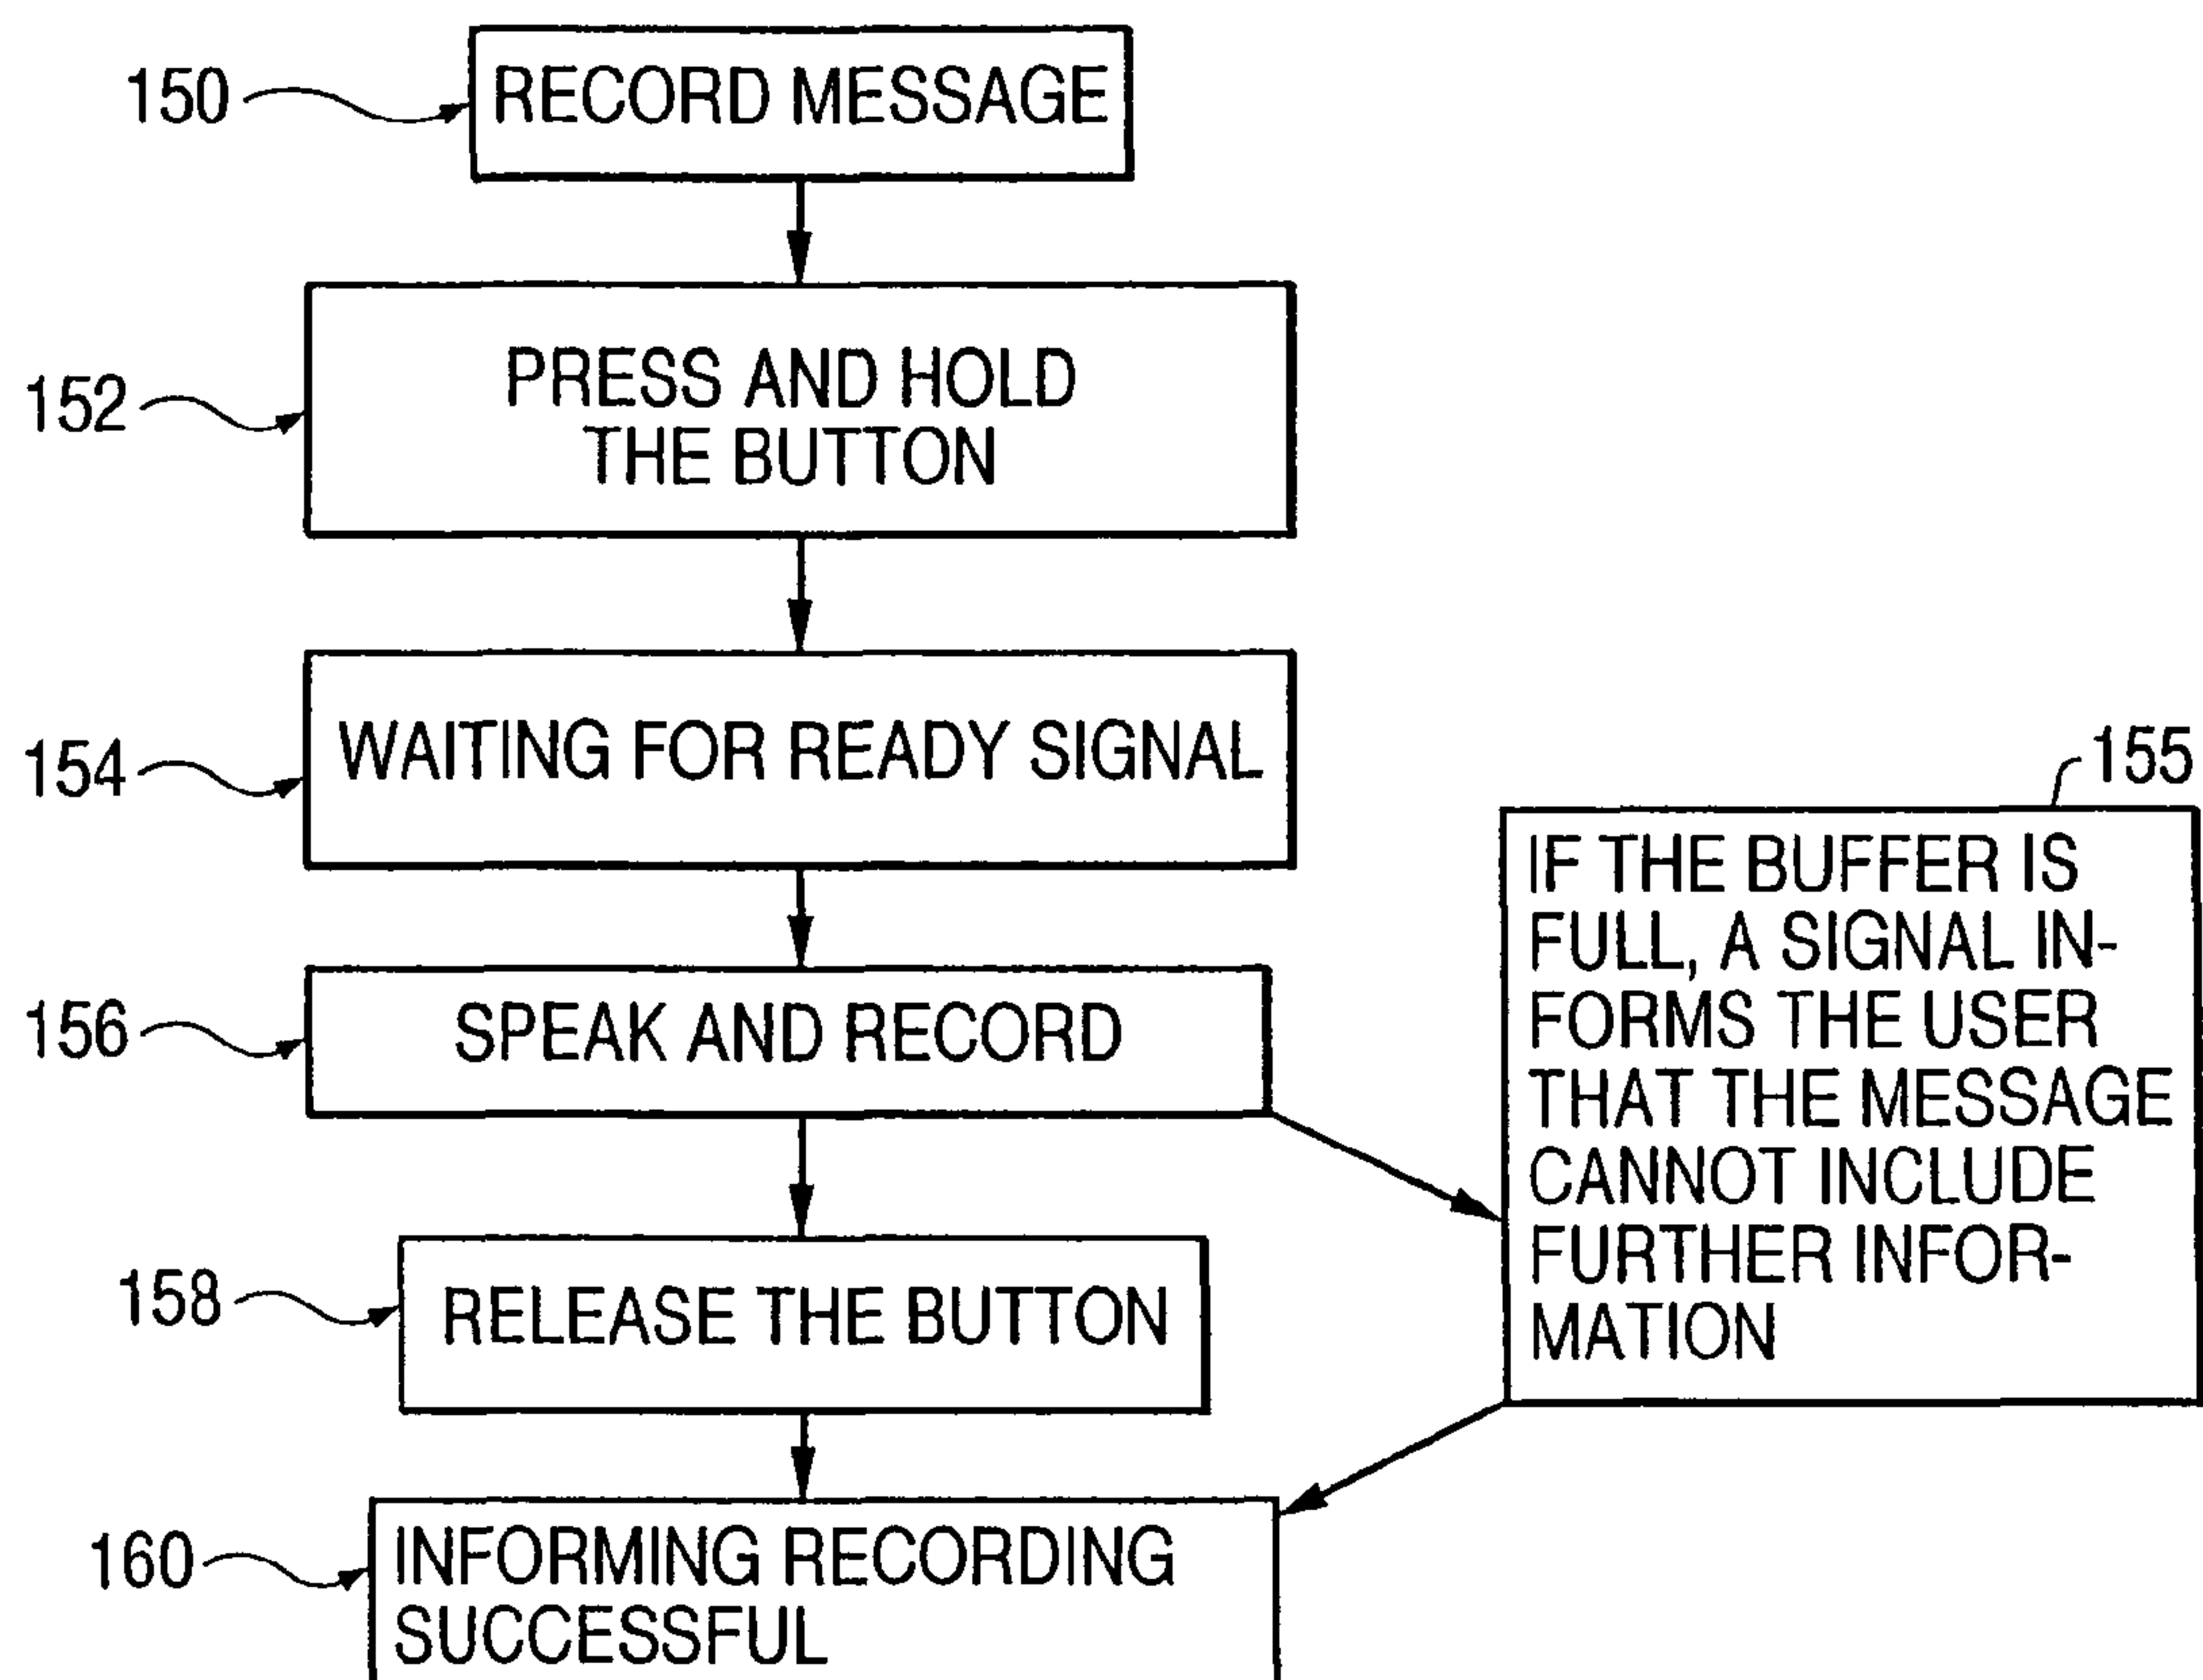 150
RECORD MESSAGE
152
PRESS AND HOLD
THE BUTTON
154
WAITING FOR READY SIGNAL
155
IF THE BUFFER IS
FULL, A SIGNAL IN-
FORMS THE USER
THAT THE MESSAGE
CANNOT INCLUDE
FURTHER INFOR-
MATION
156
SPEAK AND RECORD
158
RELEASE THE BUTTON
160
INFORMING RECORDING
SUCCESSFUL